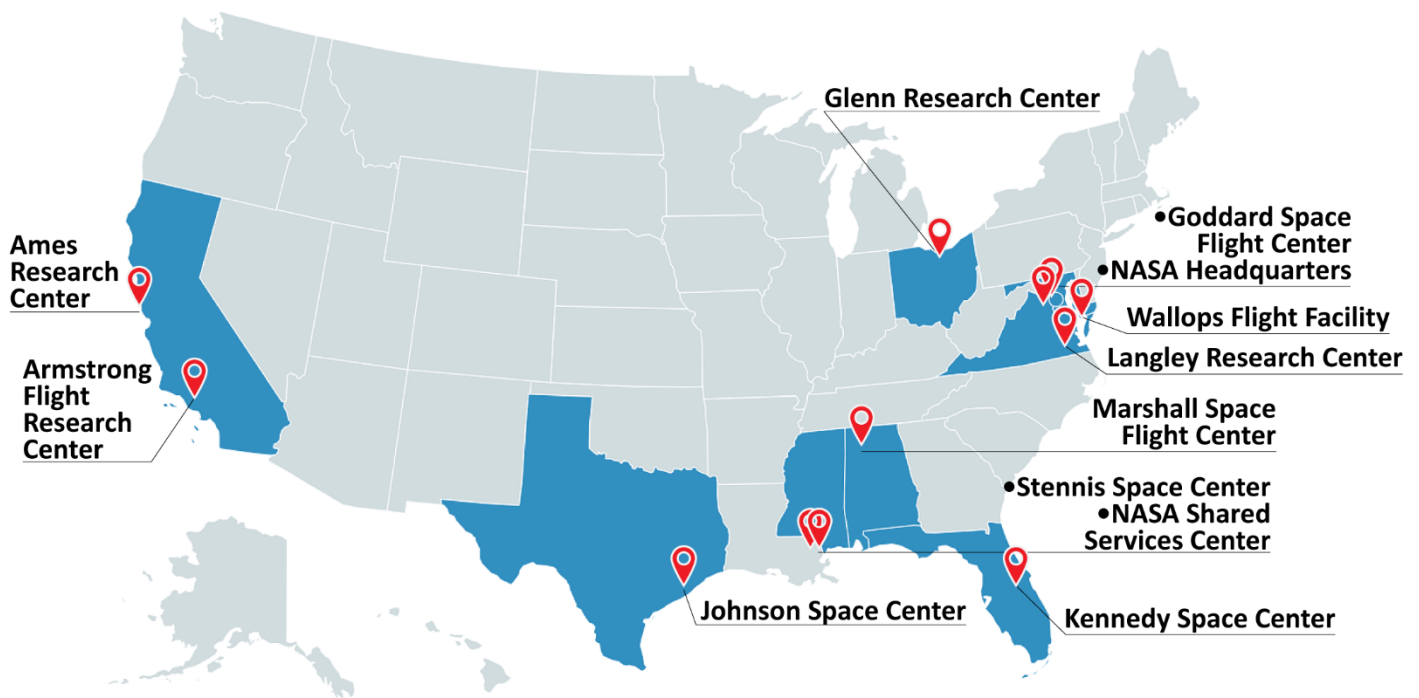 Glenn Research Center
•Goddard Space
Flight Center
•NASA Headquarters
Ames
Research
Center
Wallops Flight Facility
Langley Research Center
Armstrong
Flight
Research
Center
Marshall Space
Flight Center
•Stennis Space Center
•NASA Shared
Services Center
Johnson Space Center
Kennedy Space Center